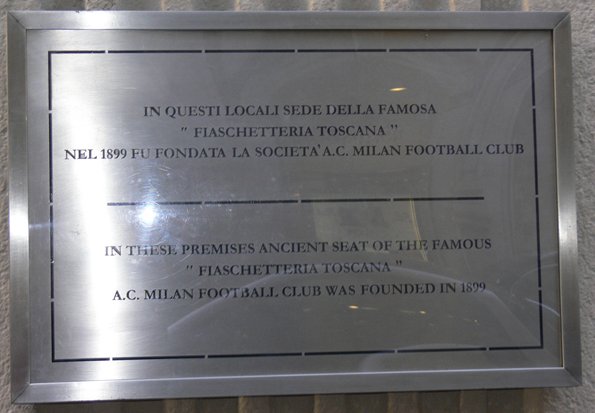 IN QUESTI LOCALI SEDE DELLA FAMOSA
" FIASCHETTERIA TOSCANA "
NEL 1899 FU FONDATA LA SOCIETA' A.C. MILAN FOOTBALL CLUB
IN THESE PREMISES ANCIENT SEAT OF THE FAMOUS
" FIASCHETTERIA TOSCANA "
A.C. MILAN FOOTBALL CLUB WAS FOUNDED IN 1899